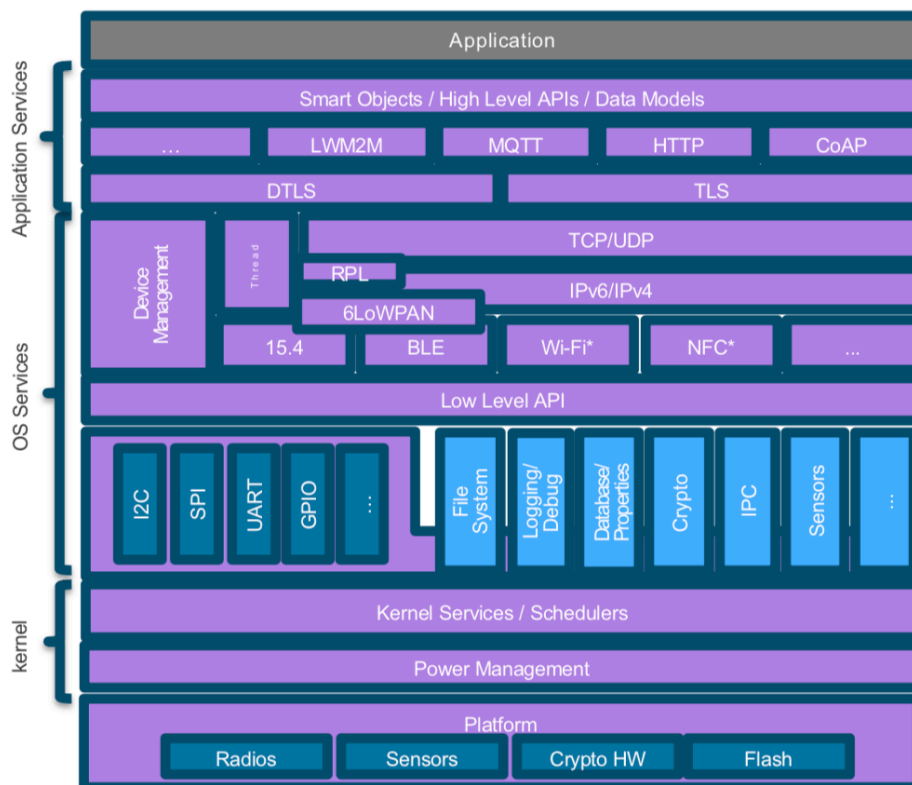 Application
Application Services
Smart Objects / High Level APIs / Data Models
...
LWM2M
MQTT
HTTP
CoAP
DTLS
TLS
OS Services
Device
Management
Thread
TCP/UDP
RPL
IPv6/IPv4
6LoWPAN
15.4
BLE
Wi-Fi*
NFC*
...
Low Level API
I2C
SPI
UART
GPIO
...
File
System
Logging/
Debug
Database/
Properties
Crypto
IPC
Sensors
...
kernel
Kernel Services / Schedulers
Power Management
Platform
Radios
Sensors
Crypto HW
Flash